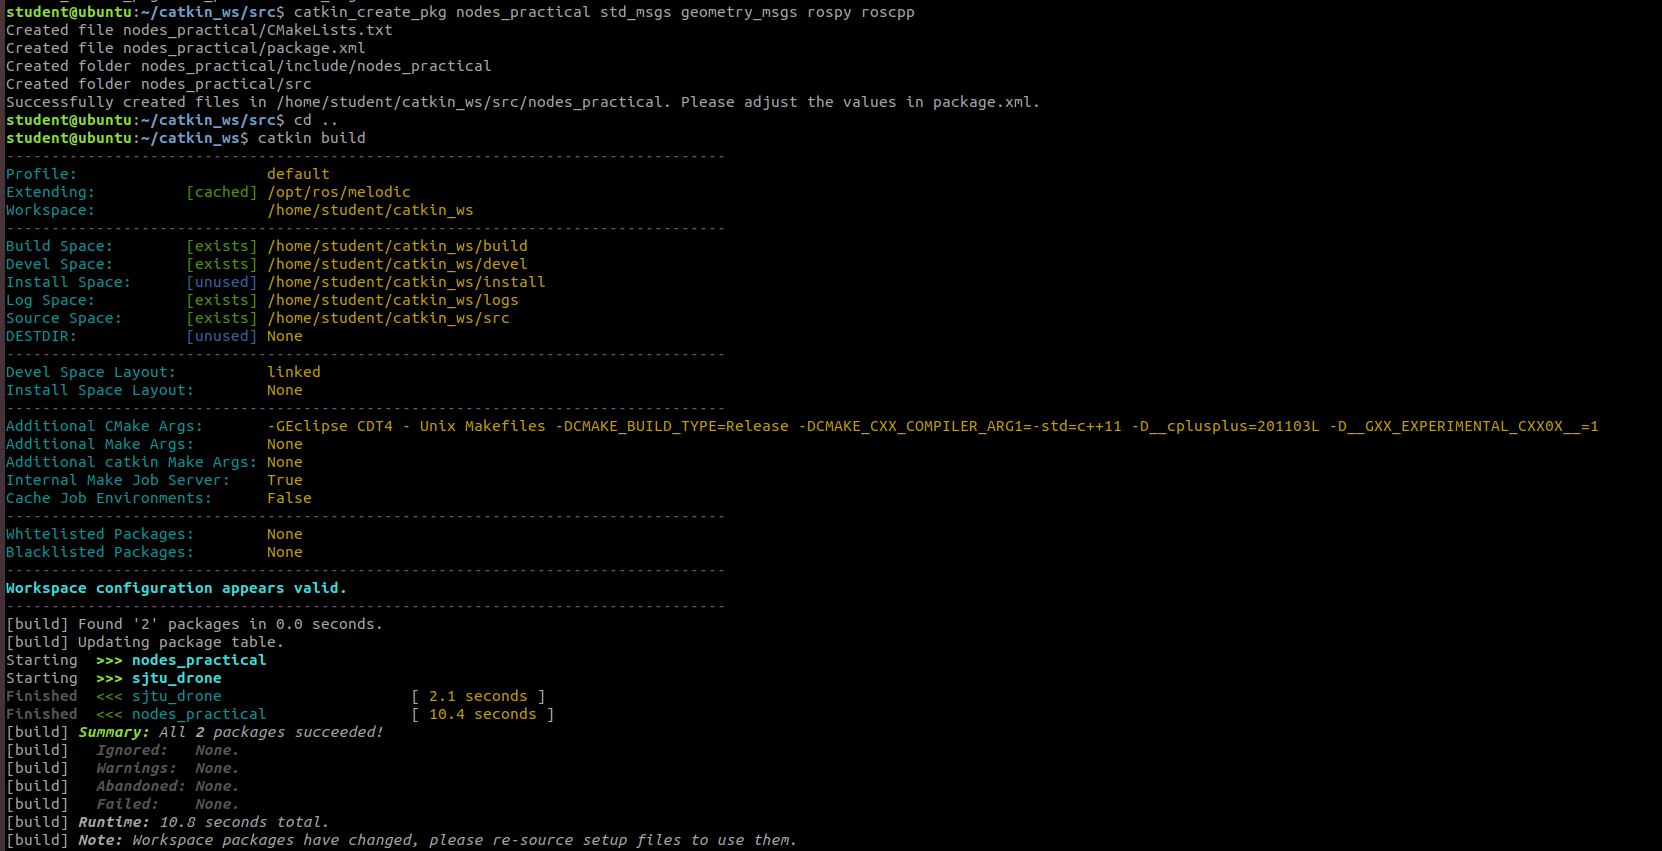 student@ubuntu:~/catkin_ws/src$ catkin_create_pkg nodes_practical std_msgs geometry_msgs rospy roscpp
Created file nodes_practical/CMakeLists.txt
Created file nodes_practical/package.xml
Created folder nodes_practical/include/nodes_practical
Created folder nodes_practical/src
Successfully created files in /home/student/catkin_ws/src/nodes_practical. Please adjust the values in package.xml.
student@ubuntu:~/catkin_ws/src$ cd ..
student@ubuntu:~/catkin_ws$ catkin build
--------------------------------------------------------------------------------
Profile:                     default
Extending:          [cached] /opt/ros/melodic
Workspace:                   /home/student/catkin_ws
--------------------------------------------------------------------------------
Build Space:        [exists] /home/student/catkin_ws/build
Devel Space:        [exists] /home/student/catkin_ws/devel
Install Space:      [unused] /home/student/catkin_ws/install
Log Space:          [exists] /home/student/catkin_ws/logs
Source Space:       [exists] /home/student/catkin_ws/src
DESTDIR:            [unused] None
--------------------------------------------------------------------------------
Devel Space Layout:          linked
Install Space Layout:        None
--------------------------------------------------------------------------------
Additional CMake Args:       -GEclipse CDT4 - Unix Makefiles -DCMAKE_BUILD_TYPE=Release -DCMAKE_CXX_COMPILER_ARG1=-std=c++11 -D__cplusplus=201103L -D__GXX_EXPERIMENTAL_CXX0X__=1
Additional Make Args:        None
Additional catkin Make Args: None
Internal Make Job Server:    True
Cache Job Environments:      False
--------------------------------------------------------------------------------
Whitelisted Packages:        None
Blacklisted Packages:        None
--------------------------------------------------------------------------------
Workspace configuration appears valid.
--------------------------------------------------------------------------------
[build] Found '2' packages in 0.0 seconds.
[build] Updating package table.
Starting  >>> nodes_practical
Starting  >>> sjtu_drone
Finished  <<< sjtu_drone                     [ 2.1 seconds ]
Finished  <<< nodes_practical                [ 10.4 seconds ]
[build] Summary: All 2 packages succeeded!
[build]   Ignored:   None.
[build]   Warnings:  None.
[build]   Abandoned: None.
[build]   Failed:    None.
[build] Runtime: 10.8 seconds total.
[build] Note: Workspace packages have changed, please re-source setup files to use them.